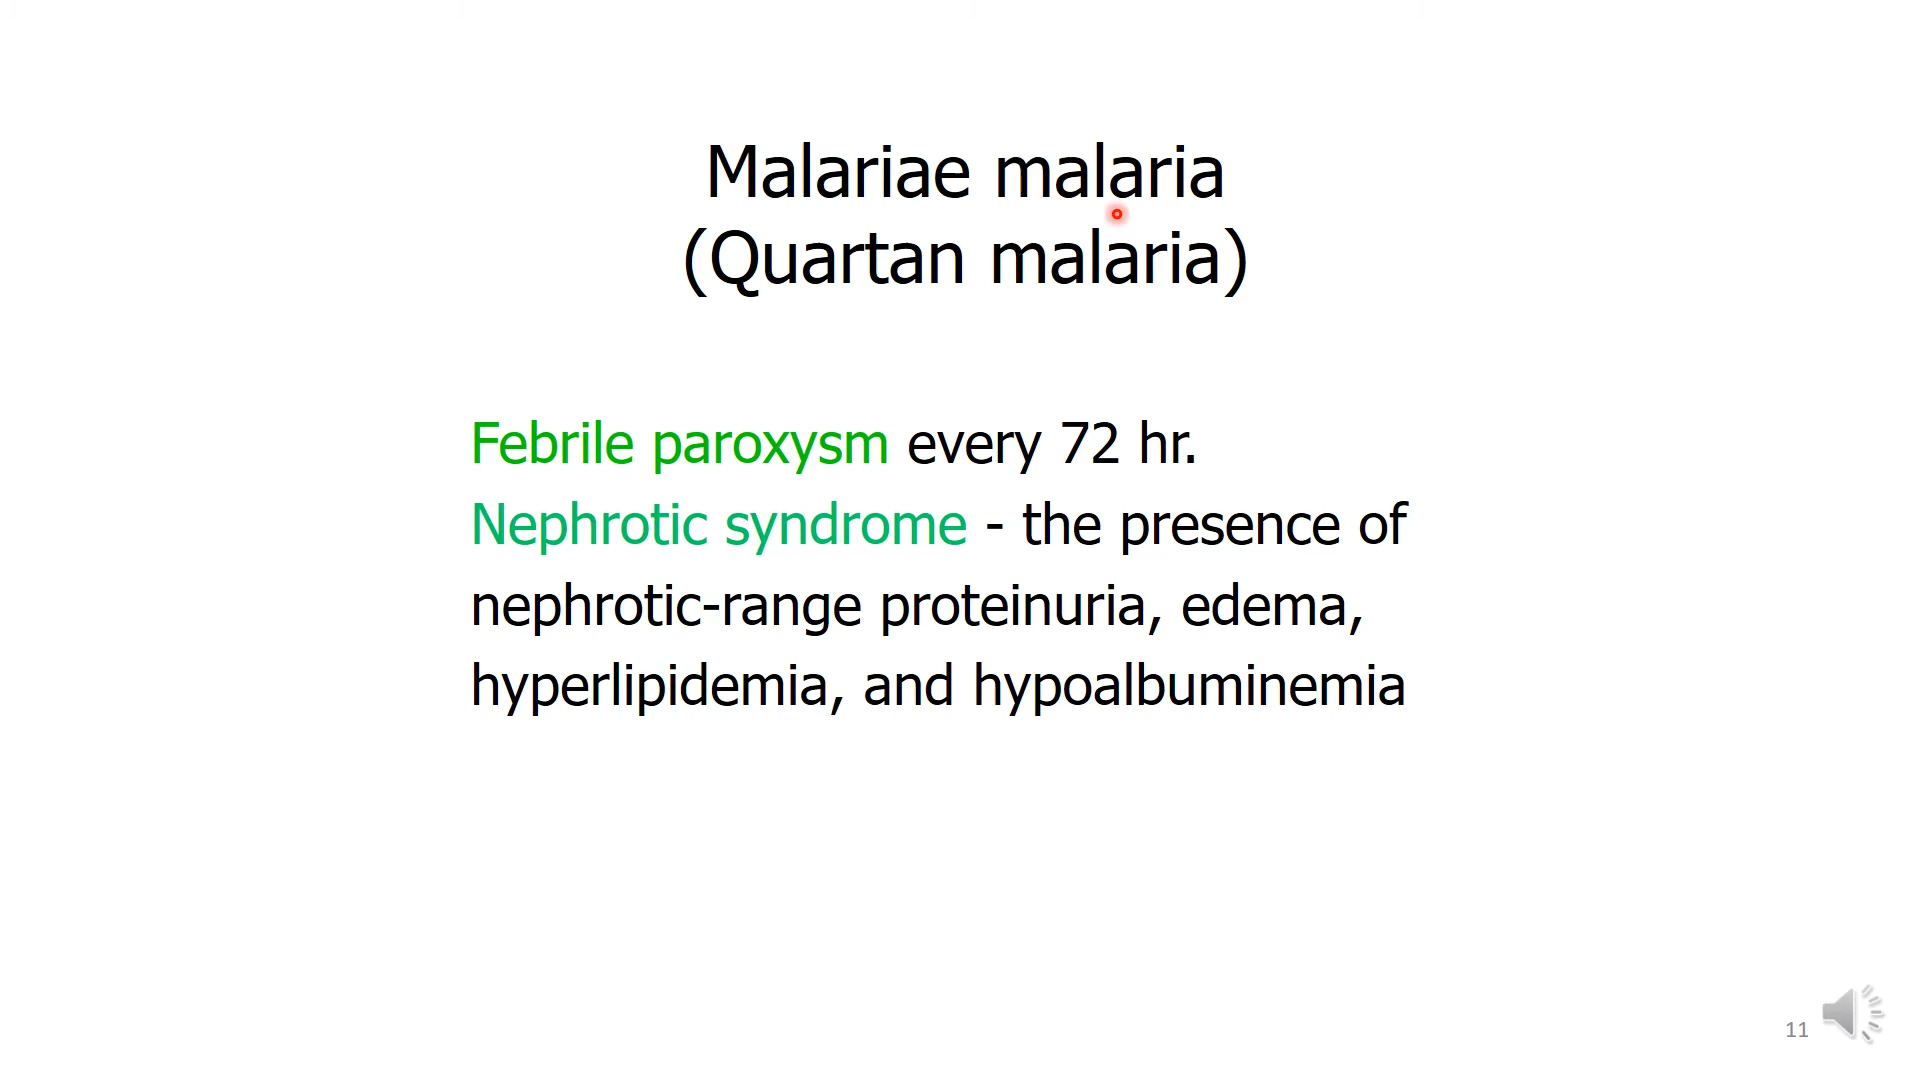 Malariae malaria
(Quartan malaria)
Febrile paroxysm every 72 hr.
Nephrotic syndrome - the presence of
nephrotic-range proteinuria, edema,
hyperlipidemia, and hypoalbuminemia
11